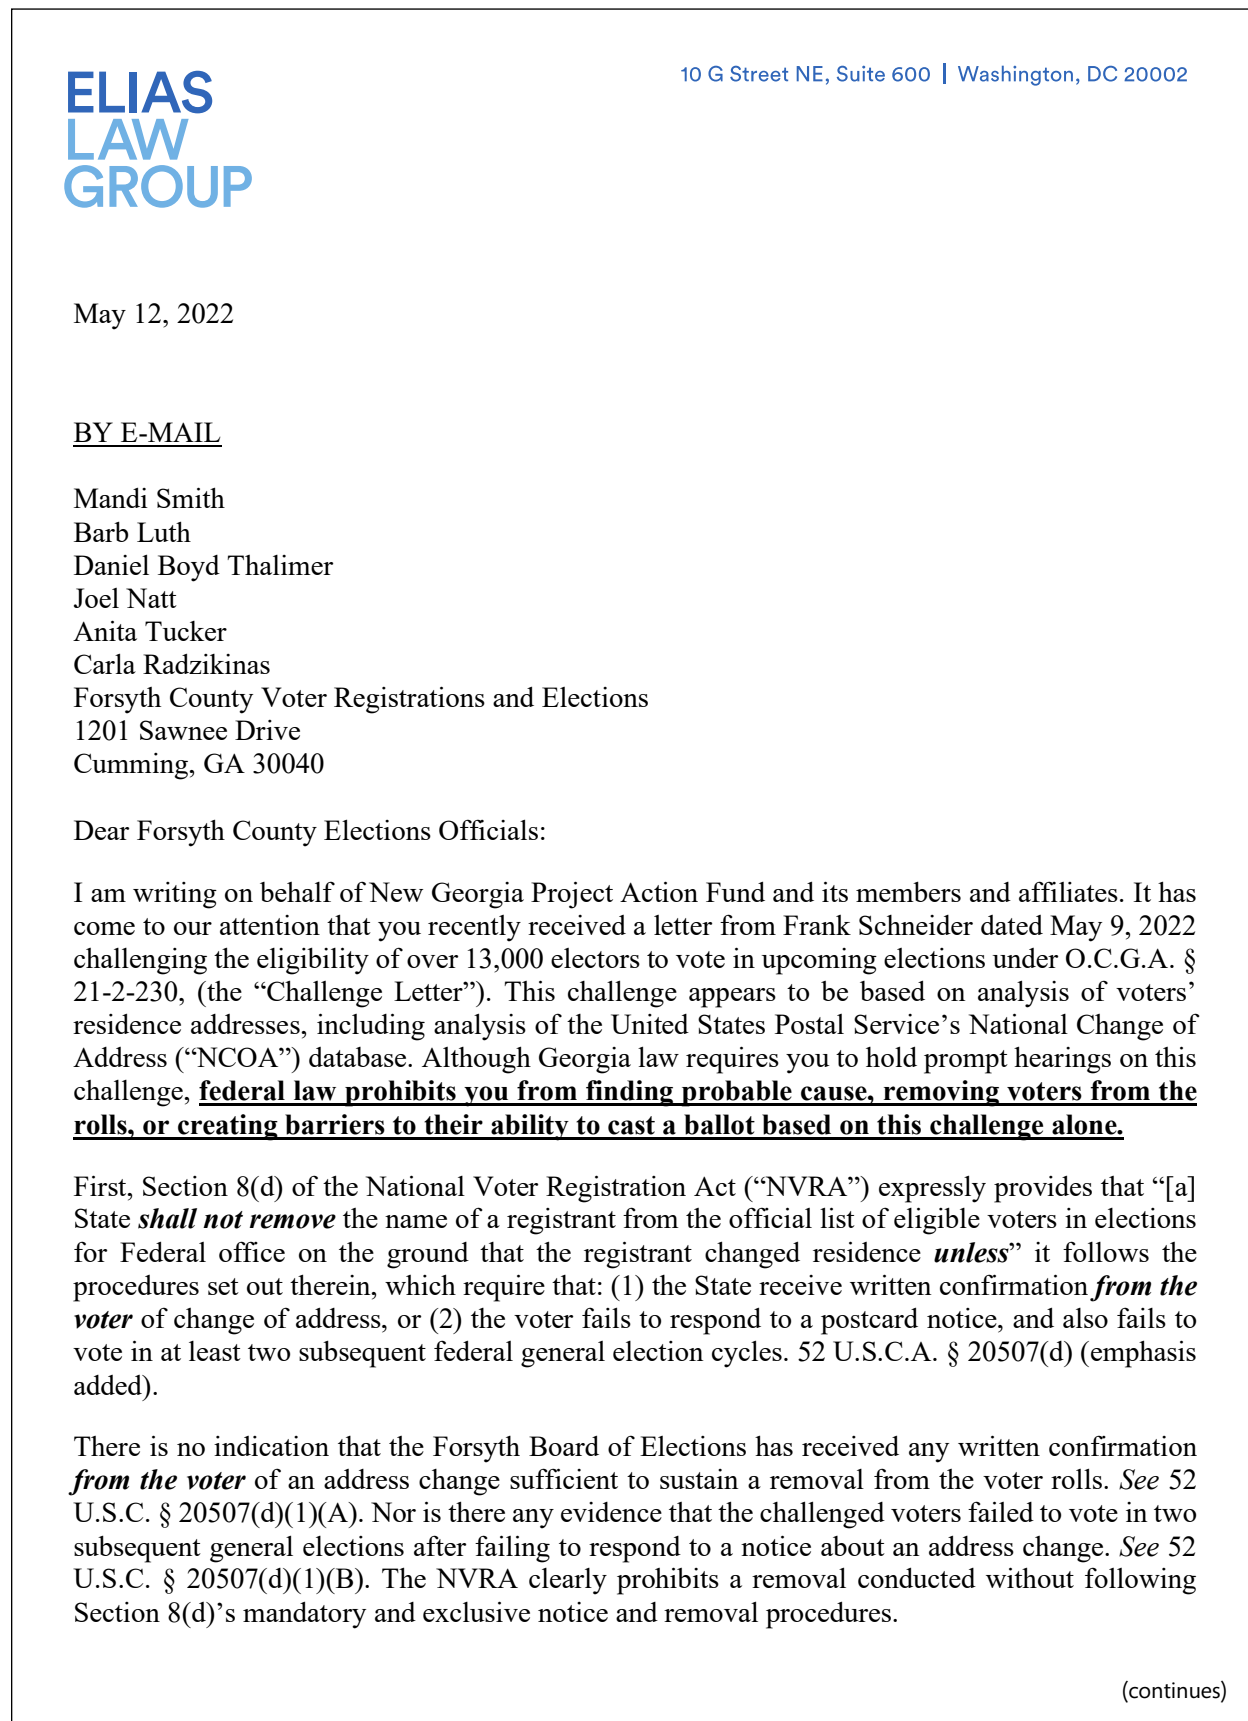 ELIAS
LAW
GROUP
10 G Street NE, Suite 600 | Washington, DC 20002
May 12, 2022
BY E-MAIL
Mandi Smith
Barb Luth
Daniel Boyd Thalimer
Joel Natt
Anita Tucker
Carla Radzikinas
Forsyth County Voter Registrations and Elections
1201 Sawnee Drive
Cumming, GA 30040
Dear Forsyth County Elections Officials:
I am writing on behalf of New Georgia Project Action Fund and its members and affiliates. It has
come to our attention that you recently received a letter from Frank Schneider dated May 9, 2022
challenging the eligibility of over 13,000 electors to vote in upcoming elections under O.C.G.A. §
21-2-230, (the “Challenge Letter”). This challenge appears to be based on analysis of voters’
residence addresses, including analysis of the United States Postal Service’s National Change of
Address (“NCOA”) database. Although Georgia law requires you to hold prompt hearings on this
challenge, federal law prohibits you from finding probable cause, removing voters from the
rolls, or creating barriers to their ability to cast a ballot based on this challenge alone.
First, Section 8(d) of the National Voter Registration Act (“NVRA”) expressly provides that “[a]
State shall not remove the name of a registrant from the official list of eligible voters in elections
for Federal office on the ground that the registrant changed residence unless” it follows the
procedures set out therein, which require that: (1) the State receive written confirmation from the
voter of change of address, or (2) the voter fails to respond to a postcard notice, and also fails to
vote in at least two subsequent federal general election cycles. 52 U.S.C.A. § 20507(d) (emphasis
added).
There is no indication that the Forsyth Board of Elections has received any written confirmation
from the voter of an address change sufficient to sustain a removal from the voter rolls. See 52
U.S.C. § 20507(d)(1)(A). Nor is there any evidence that the challenged voters failed to vote in two
subsequent general elections after failing to respond to a notice about an address change. See 52
U.S.C. § 20507(d)(1)(B). The NVRA clearly prohibits a removal conducted without following
Section 8(d)’s mandatory and exclusive notice and removal procedures.
(continues)